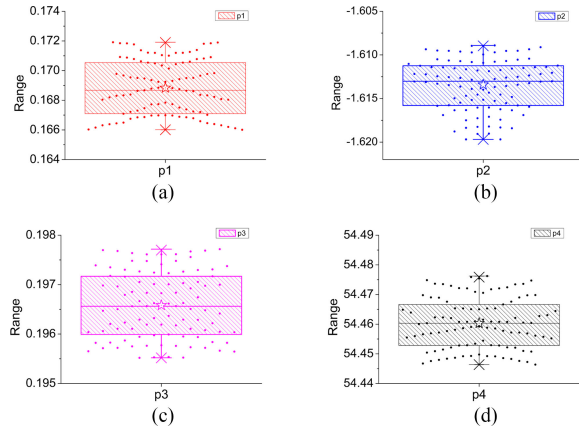 0.174
0.172
0.170
0.168
0.166
0.164
Range
p1
p1
(a)
-1.605
-1.610
-1.615
-1.620
Range
p2
p2
(b)
0.198
0.197
0.196
0.195
Range
p3
p3
(c)
54.49
54.48
54.47
54.46
54.45
54.44
Range
p4
p4
(d)